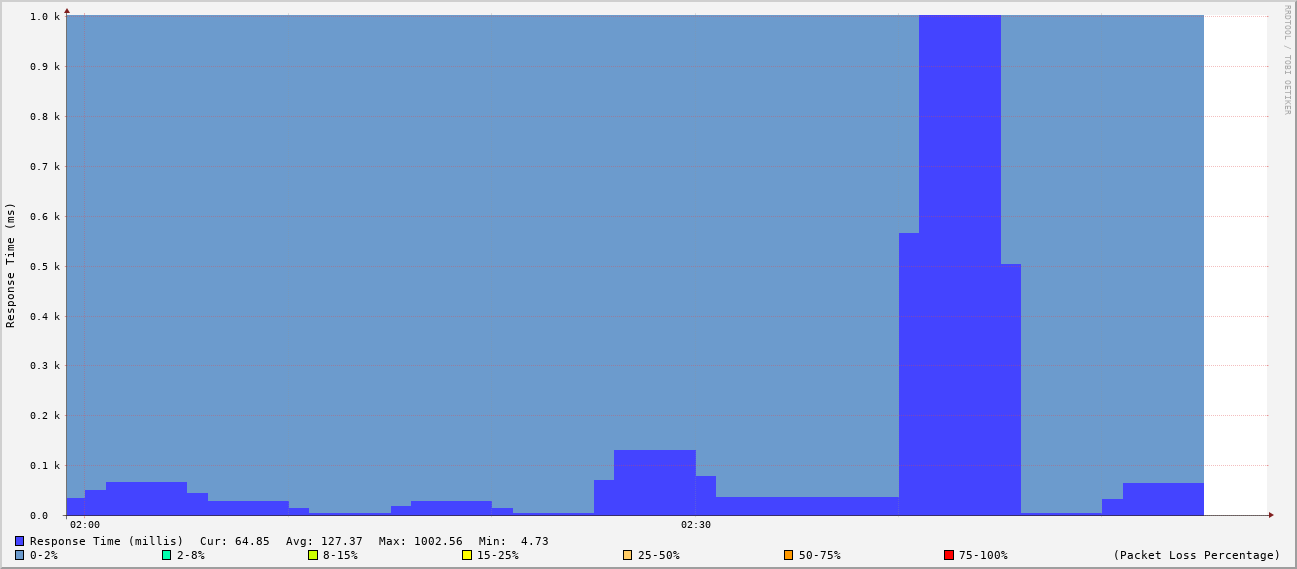 1.0 k
0.9 k
0.8 k
0.7 k
0.6 k
0.5 k
0.4 k
0.3 k
0.2 k
0.1 k
0.0
Response Time (ms)
RRDTOOL / TOBI OETIKER
02:00 02:30
Response Time (millis) Cur: 64.85 Avg: 127.37 Max: 1002.56 Min: 4.73
0-2% 2-8% 8-15% 15-25% 25-50% 50-75% 75-100% (Packet Loss Percentage)